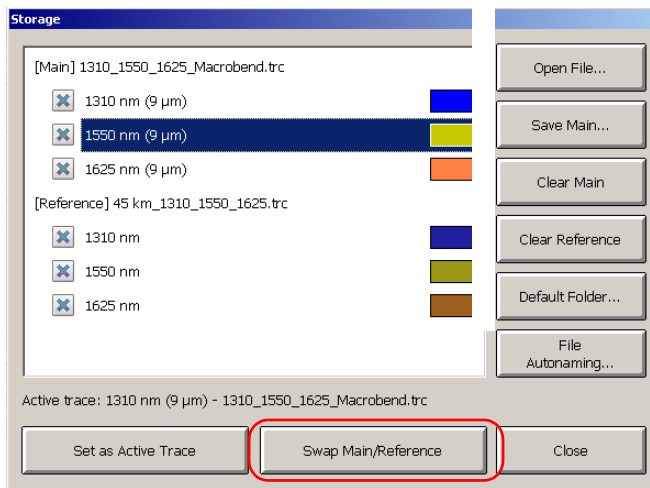 Storage
[Main] 1310_1550_1625_Macrobend.trc
1310 nm (9 µm)
1550 nm (9 µm)
1625 nm (9 µm)
[Reference] 45 km_1310_1550_1625.trc
1310 nm
1550 nm
1625 nm
Open File...
Save Main...
Clear Main
Clear Reference
Default Folder...
File
Autonaming...
Active trace: 1310 nm (9 µm) - 1310_1550_1625_Macrobend.trc
Set as Active Trace
Swap Main/Reference
Close